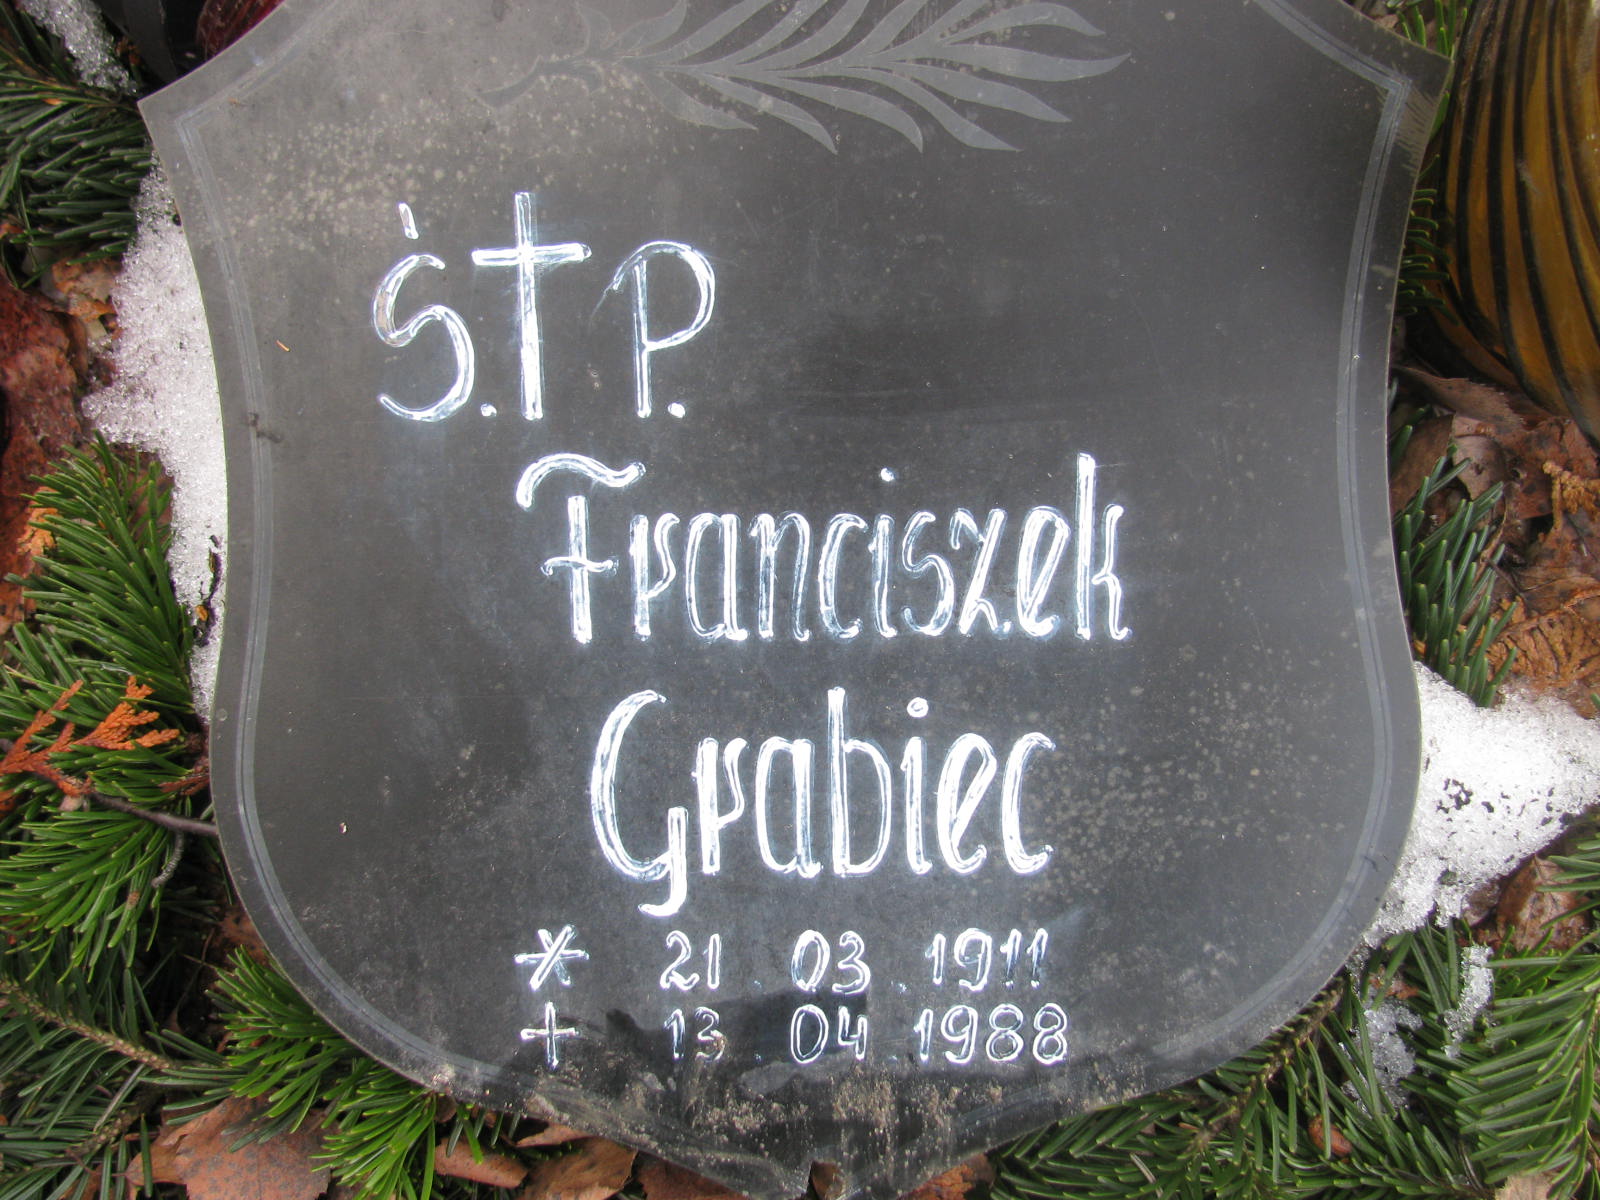 Ś.†P.
Franciszek
Grabiec
* 21 03 1911
+ 13 04 1988